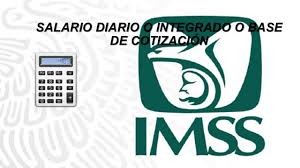 SALARIO DIARIO O INTEGRADO O BASE
DE COTIZACIÓN
IMSS